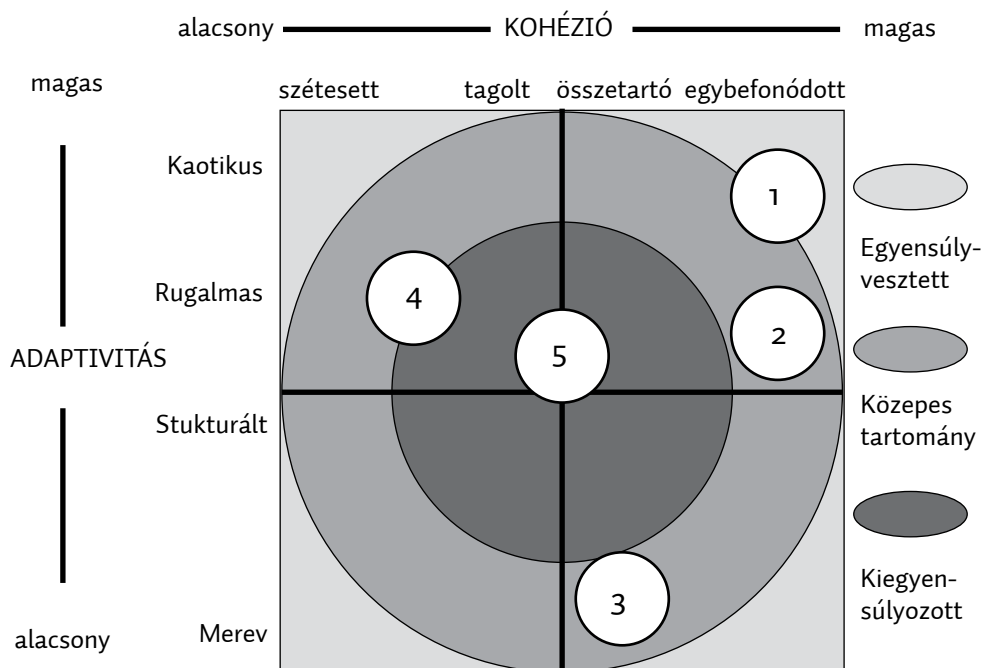 alacsony KOHÉZIÓ magas
magas
szétesett tagolt összetartó egybefonódott
Kaotikus
1
Egyensúly-
vesztett
Rugalmas
4
2
5
ADAPTIVITÁS
Közepes
tartomány
Stukturált
Kiegyen-
súlyozott
3
Merev
alacsony